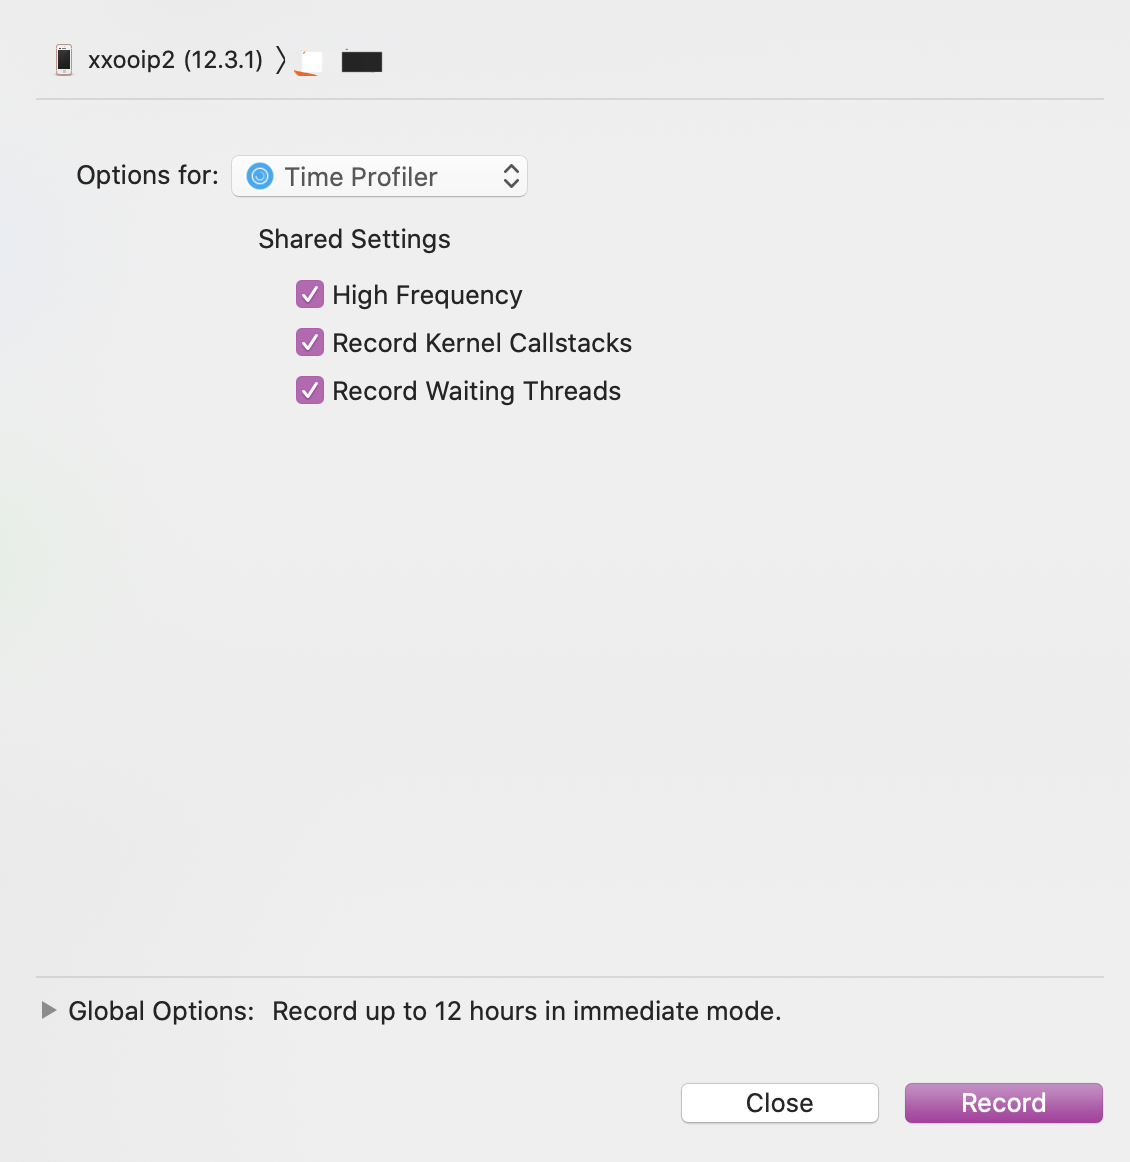 xxooip2 (12.3.1)
Options for: Time Profiler
Shared Settings
High Frequency
Record Kernel Callstacks
Record Waiting Threads
Global Options: Record up to 12 hours in immediate mode.
Close Record